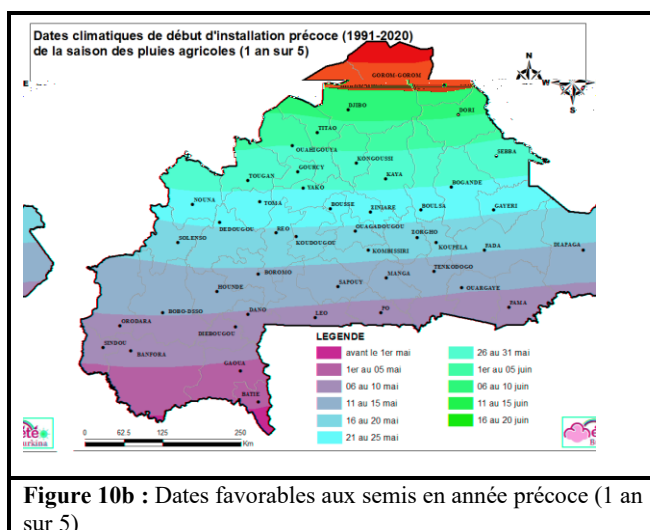 Dates climatiques de début d'installation précoce (1991-2020)
de la saison des pluies agricoles (1 an sur 5)
N
W
E
S
GOROM-GOROM
DJIBO
DORI
TITAO
OUAHIGOUYA
KONGOUSSI
SEBBA
GOURCY
TOUGAN
KAYA
YAKO
BOGANDE
NOUNA
TOMA
BOUSSE
ZINIARE
BOULSA
GAYERI
DEDOUGOU
REO
OUAGADOUGOU
ZORGHO
SOLENSO
KOUDOUGOU
KOUPELA
KOMBISSIRI
FADA
DIAPAGA
TENKODOGO
BOROMO
MANGA
HOUNDE
SAPOUY
OUARGAYE
PAMA
BOBO-DSSO
DANO
LEO
PO
ORODARA
DIEBOUGOU
SINDOU
BANFORA
GAOUA
BATIE
LEGENDE
avant le 1er mai
1er au 05 mai
06 au 10 mai
11 au 15 mai
16 au 20 mai
21 au 25 mai
26 au 31 mai
1er au 05 juin
06 au 10 juin
11 au 15 juin
16 au 20 juin
été
urkina
0 62.5 125 250
Km
Figure 10b : Dates favorables aux semis en année précoce (1 an
sur 5)